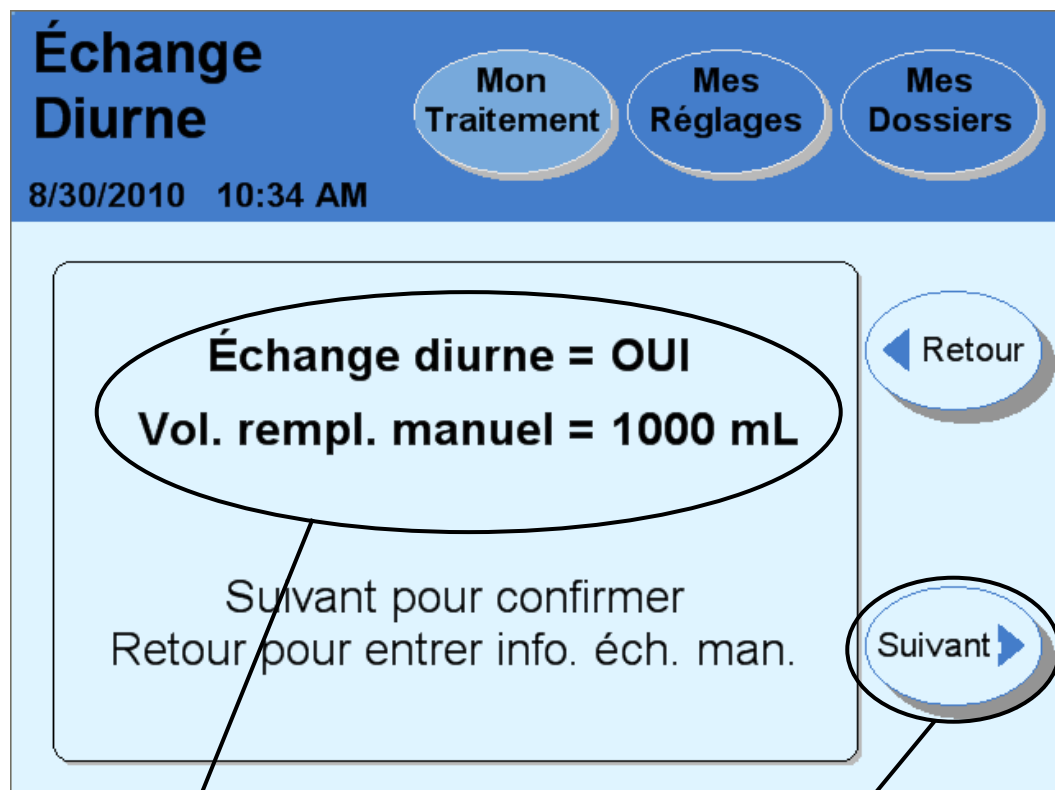 Échange
Diurne
Mon
Traitement
Mes
Réglages
Mes
Dossiers
8/30/2010 10:34 AM
Échange diurne = OUI
Vol. rempl. manuel = 1000 mL
Retour
Suivant pour confirmer
Retour pour entrer info. éch. man.
Suivant